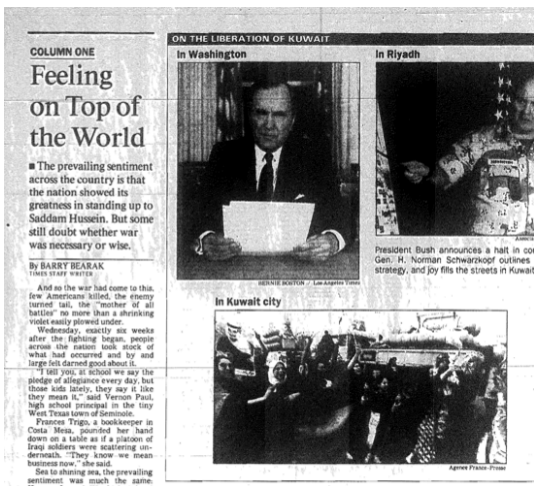 ON THE LIBERATION OF KUWAIT
COLUMN ONE
Feeling
on Top of
the World
■ The prevailing sentiment
across the country is that
the nation showed its
greatness in standing up to
Saddam Hussein. But some
still doubt whether war
was necessary or wise.
By BARRY BEARAK
TIMES STAFF WRITER
And so the war had come to this,
few Americans killed, the enemy
turned tail, the "mother of all
battles" no more than a shrinking
violet easily plowed under.
Wednesday, exactly six weeks
after the fighting began, people
across the nation took stock of
what had occurred and by and
large felt darned good about it.
"I tell you, at school we say the
pledge of allegiance every day, but
those kids lately, they say it like
they mean it," said Vernon Paul,
high school principal in the tiny
West Texas town of Seminole.
Frances Trigo, a bookkeeper in
Costa Mesa, pounded her hand
down on a table as if a platoon of
Iraqi soldiers were scattering un-
derneath. "They know we mean
business now," she said.
Sea to shining sea, the prevailing
sentiment was much the same:
In Washington
BERNIE BOSTON / Los Angeles Times
In Riyadh
President Bush announces a halt in
Gen. H. Norman Schwarzkopf outlines
strategy, and joy fills the streets in Kuwait
In Kuwait city
Agence France-Presse